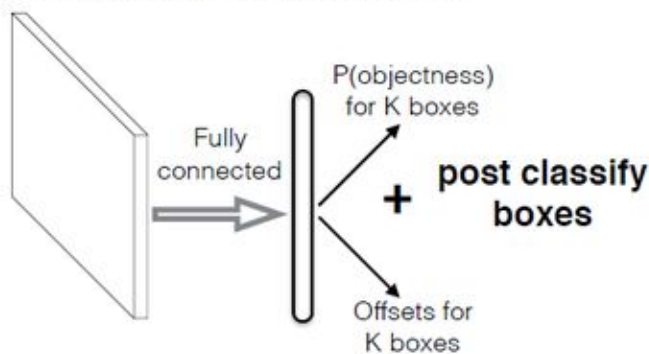 P(objectness)
for K boxes
Fully
connected
+
post classify
boxes
Offsets for
K boxes